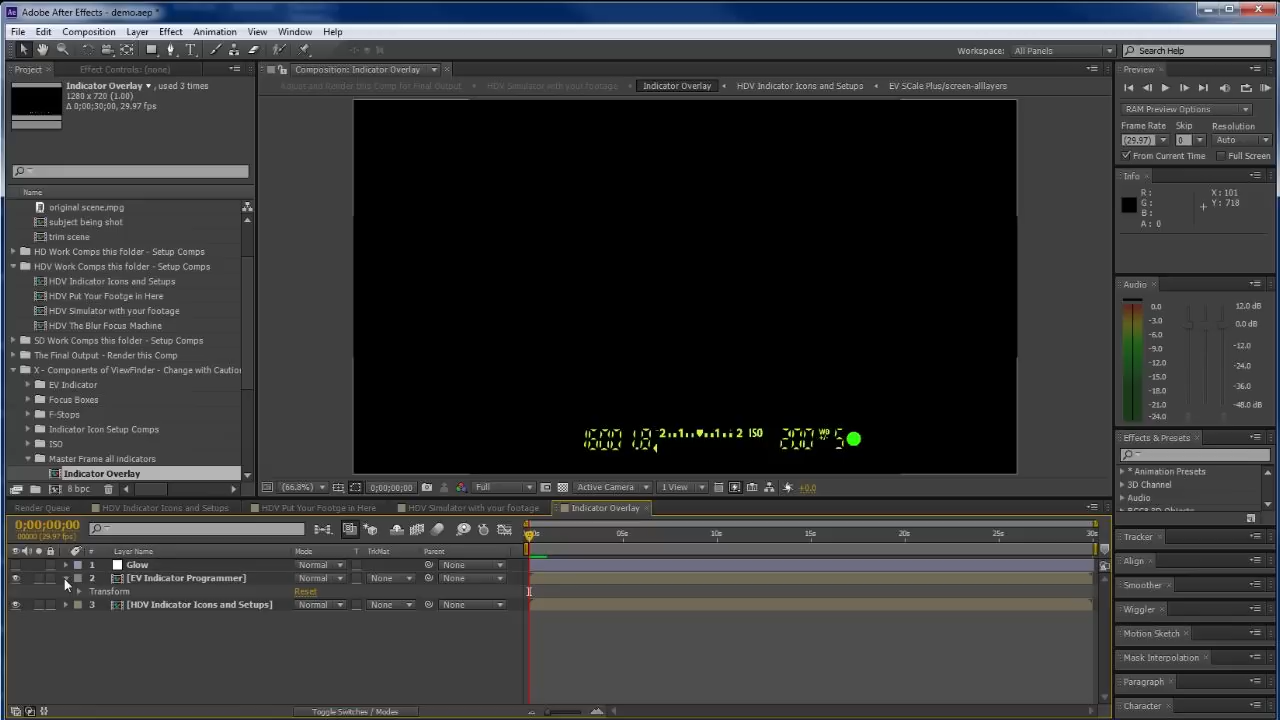 Adobe After Effects - demo.aep *
File Edit Composition Layer Effect Animation View Window Help
Workspace: All Panels Search Help
Project Effect Controls: (none)
Indicator Overlay , used 3 times
1280 x 720 (1.00)
Δ 0;00;30;00, 29.97 fps
Name
original scene.mpg
subject being shot
trim scene
HD Work Comps this folder - Setup Comps
HDV Work Comps this folder - Setup Comps
HDV Indicator Icons and Setups
HDV Put Your Footge in Here
HDV Simulator with your footage
HDV The Blur Focus Machine
SD Work Comps this folder - Setup Comps
The Final Output - Render this Comp
X - Components of ViewFinder - Change with Caution
EV Indicator
Focus Boxes
F-Stops
Indicator Icon Setup Comps
ISO
Master Frame all indicators
Indicator Overlay
8 bpc
Composition: Indicator Overlay
Adjust and Render this Comp for Final Output HDV Simulator with your footage Indicator Overlay HDV Indicator Icons and Setups EV SCale Plus/screen-alllayers
1600 1.8 2..1..♥..1..2 ISO 200 5
(66.8%) 0;00;00;00 Full Active Camera 1 View +0.0
Preview
RAM Preview Options
Frame Rate Skip Resolution
(29.97) 0 Auto
From Current Time Full Screen
Info
R : X : 101
G : Y : 718
B :
A : 0
Audio
0.0 12.0 dB
-3.0 0.0 dB
-6.0
-9.0 -12.0
-12.0
-15.0 -24.0
-18.0 -36.0
-21.0
-24.0 -48.0 dB
Effects & Presets
* Animation Presets
3D Channel
Audio
Tracker
Align
Smoother
Wiggler
Motion Sketch
Mask Interpolation
Paragraph
Character
Render Queue HDV Indicator Icons and Setups HDV Put Your Footge in Here HDV Simulator with your footage Indicator Overlay
0;00;00;00
00000 (29.97 fps)
# Layer Name Mode T TrkMat Parent
05s 10s 15s 20s 25s 30s
1 Glow Normal None
2 [EV Indicator Programmer] Normal None None
Transform Reset
3 [HDV Indicator Icons and Setups] Normal None None
Toggle Switches / Modes